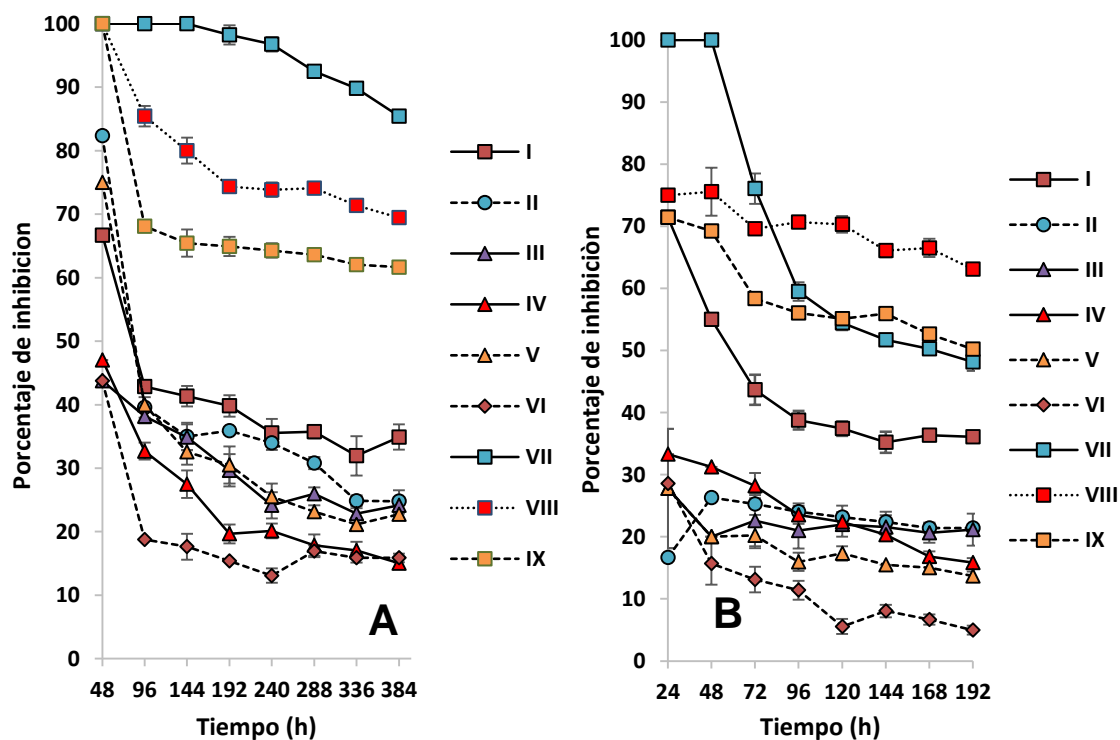 Porcentaje de inhibicion
100
90
80
70
60
50
40
30
20
10
0
48 96 144 192 240 288 336 384
Tiempo (h)
A
I
II
III
IV
V
VI
VII
VIII
IX
Porcentaje de inhibiciòn
100
90
80
70
60
50
40
30
20
10
0
24 48 72 96 120 144 168 192
Tiempo (h)
B
I
II
III
IV
V
VI
VII
VIII
IX